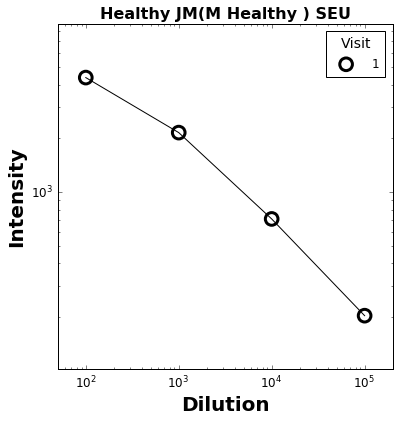 Healthy JM(M Healthy ) SEU
Visit
1
10³
Intensity
10² 10³ 10⁴ 10⁵
Dilution